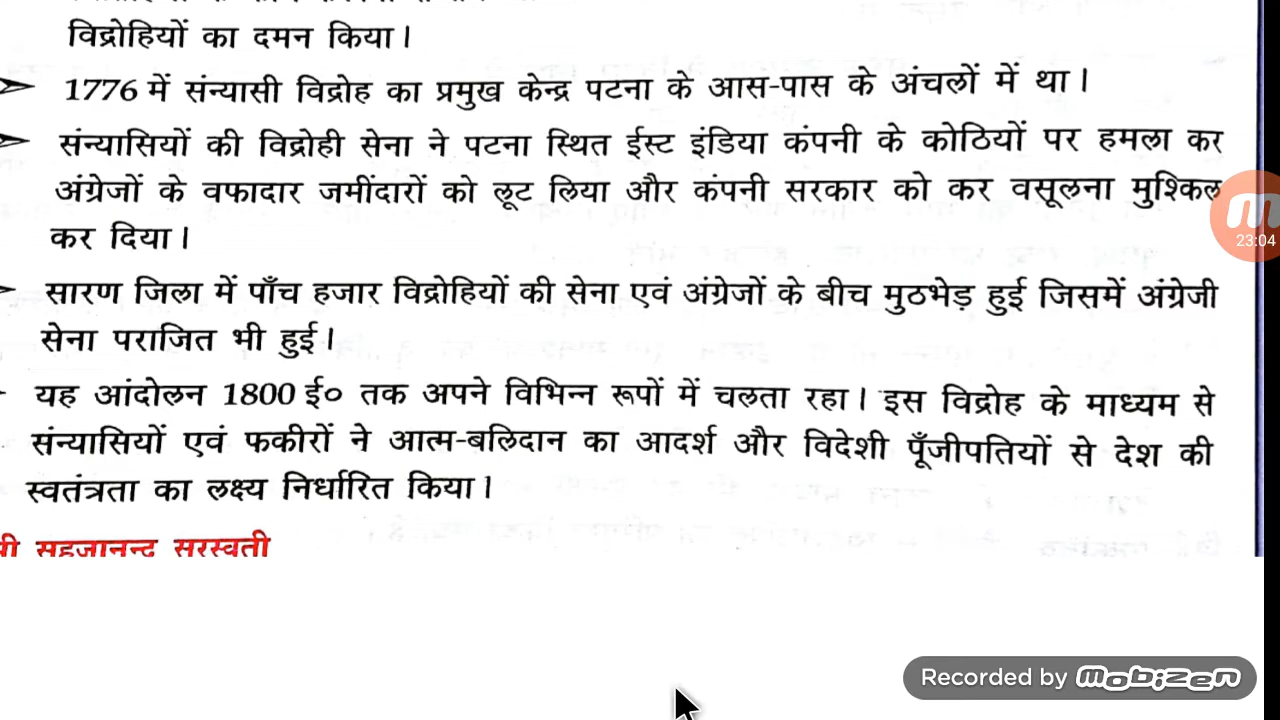 विद्रोहियों का दमन किया।
1776 में संन्यासी विद्रोह का प्रमुख केन्द्र पटना के आस-पास के अंचलों में था।
संन्यासियों की विद्रोही सेना ने पटना स्थित ईस्ट इंडिया कंपनी के कोठियों पर हमला कर
अंग्रेजों के वफादार जमींदारों को लूट लिया और कंपनी सरकार को कर वसूलना मुश्किल
कर दिया।
सारण जिला में पाँच हजार विद्रोहियों की सेना एवं अंग्रेजों के बीच मुठभेड़ हुई जिसमें अंग्रेजी
सेना पराजित भी हुई।
यह आंदोलन 1800 ई० तक अपने विभिन्न रूपों में चलता रहा। इस विद्रोह के माध्यम से
संन्यासियों एवं फकीरों ने आत्म-बलिदान का आदर्श और विदेशी पूँजीपतियों से देश की
स्वतंत्रता का लक्ष्य निर्धारित किया।
सहजानन्द सरस्वती
23:04
Recorded by Mobizen